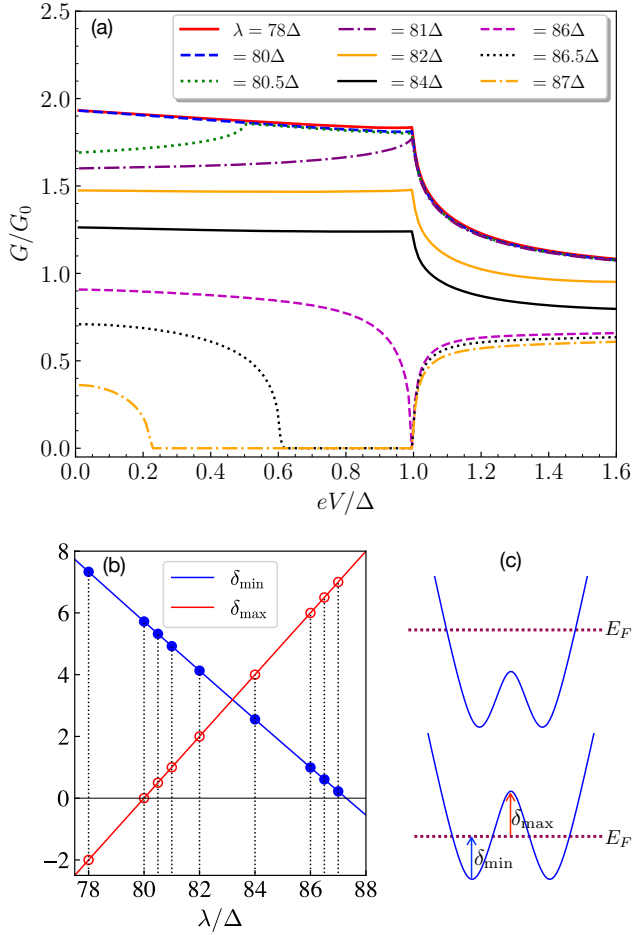 (a)
λ = 78Δ = 81Δ = 86Δ
= 80Δ = 82Δ = 86.5Δ
= 80.5Δ = 84Δ = 87Δ
2.5
2.0
1.5
1.0
0.5
0.0
G/G₀
0.0 0.2 0.4 0.6 0.8 1.0 1.2 1.4 1.6
eV/Δ
(b)
δmin
δmax
8
6
4
2
0
−2
78 80 82 84 86 88
λ/Δ
(c)
E_F
δmax
E_F
δmin